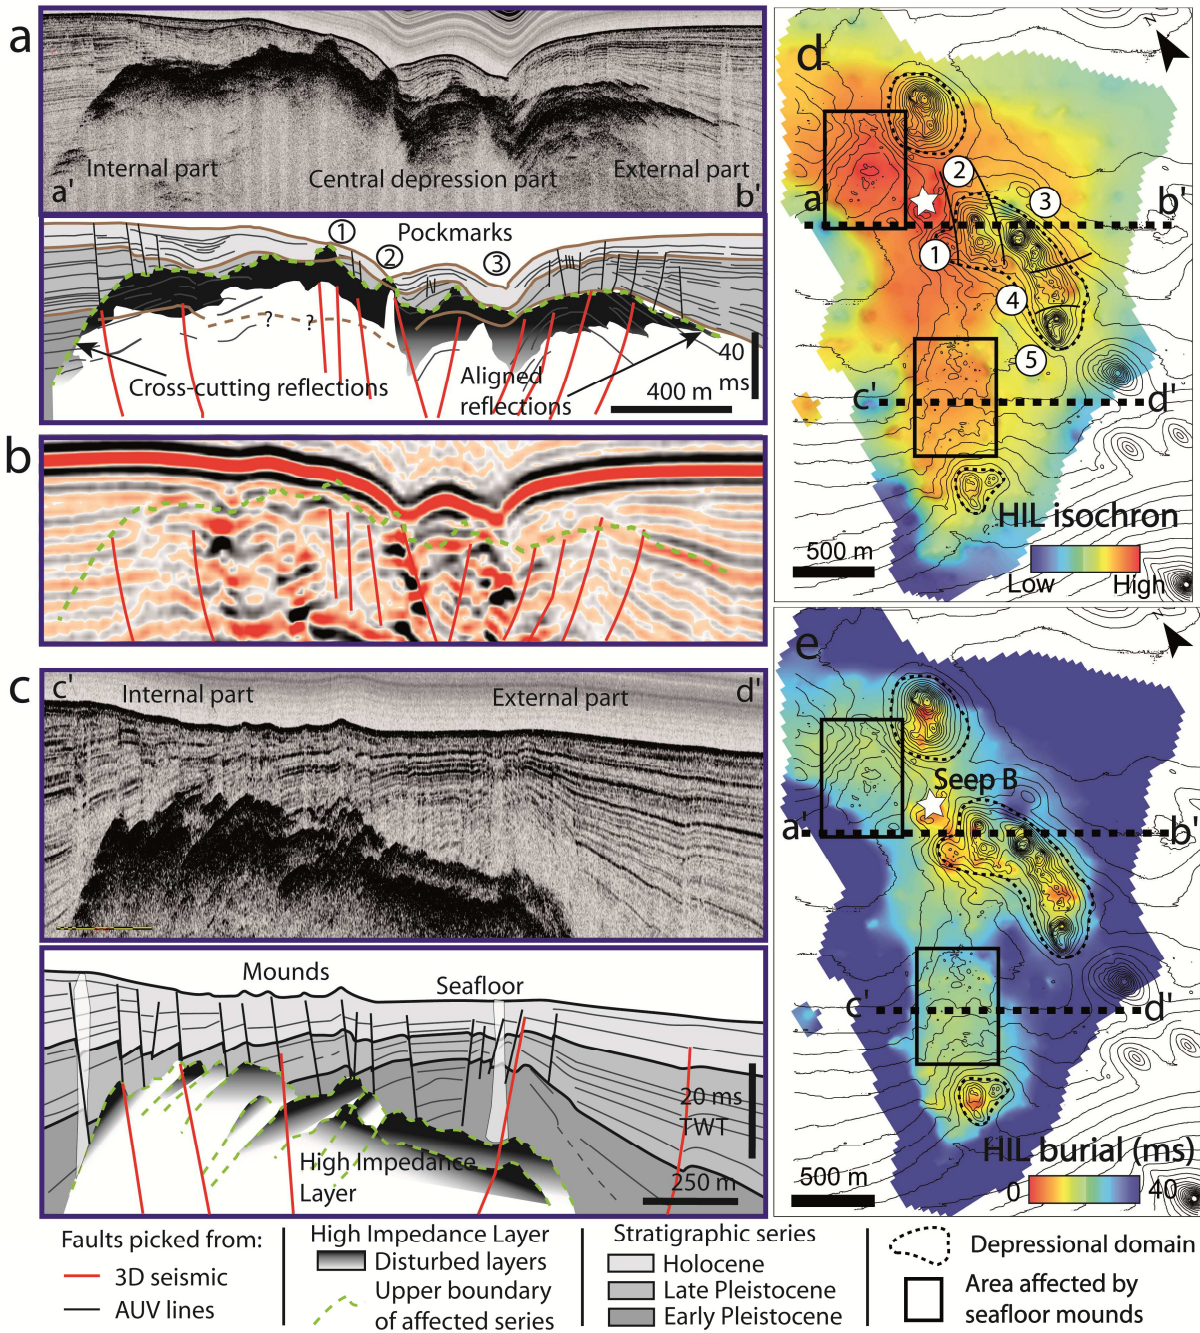 a
Internal part
Central depression part
External part
a'
b'
1
Pockmarks
2
3
N
? ?
Cross-cutting reflections
Aligned
reflections
40
ms
400 m
b
c
c'
Internal part
External part
d'
Mounds
Seafloor
20 ms
TWT
High Impedance
Layer
250 m
d
N
2
3
a'
b'
1
4
5
c'
d'
HIL isochron
500 m
Low
High
e
N
Seep B
a'
b'
c'
d'
HIL burial (ms)
500 m
0
40
Faults picked from:
3D seismic
AUV lines
High Impedance Layer
Disturbed layers
Upper boundary
of affected series
Stratigraphic series
Holocene
Late Pleistocene
Early Pleistocene
Depressional domain
Area affected by
seafloor mounds